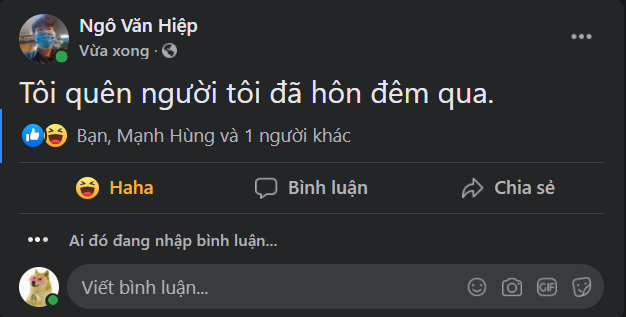 Ngô Văn Hiệp
Vừa xong ·
Tôi quên người tôi đã hôn đêm qua.
Bạn, Mạnh Hùng và 1 người khác
Haha Bình luận Chia sẻ
Ai đó đang nhập bình luận...
Viết bình luận... GIF